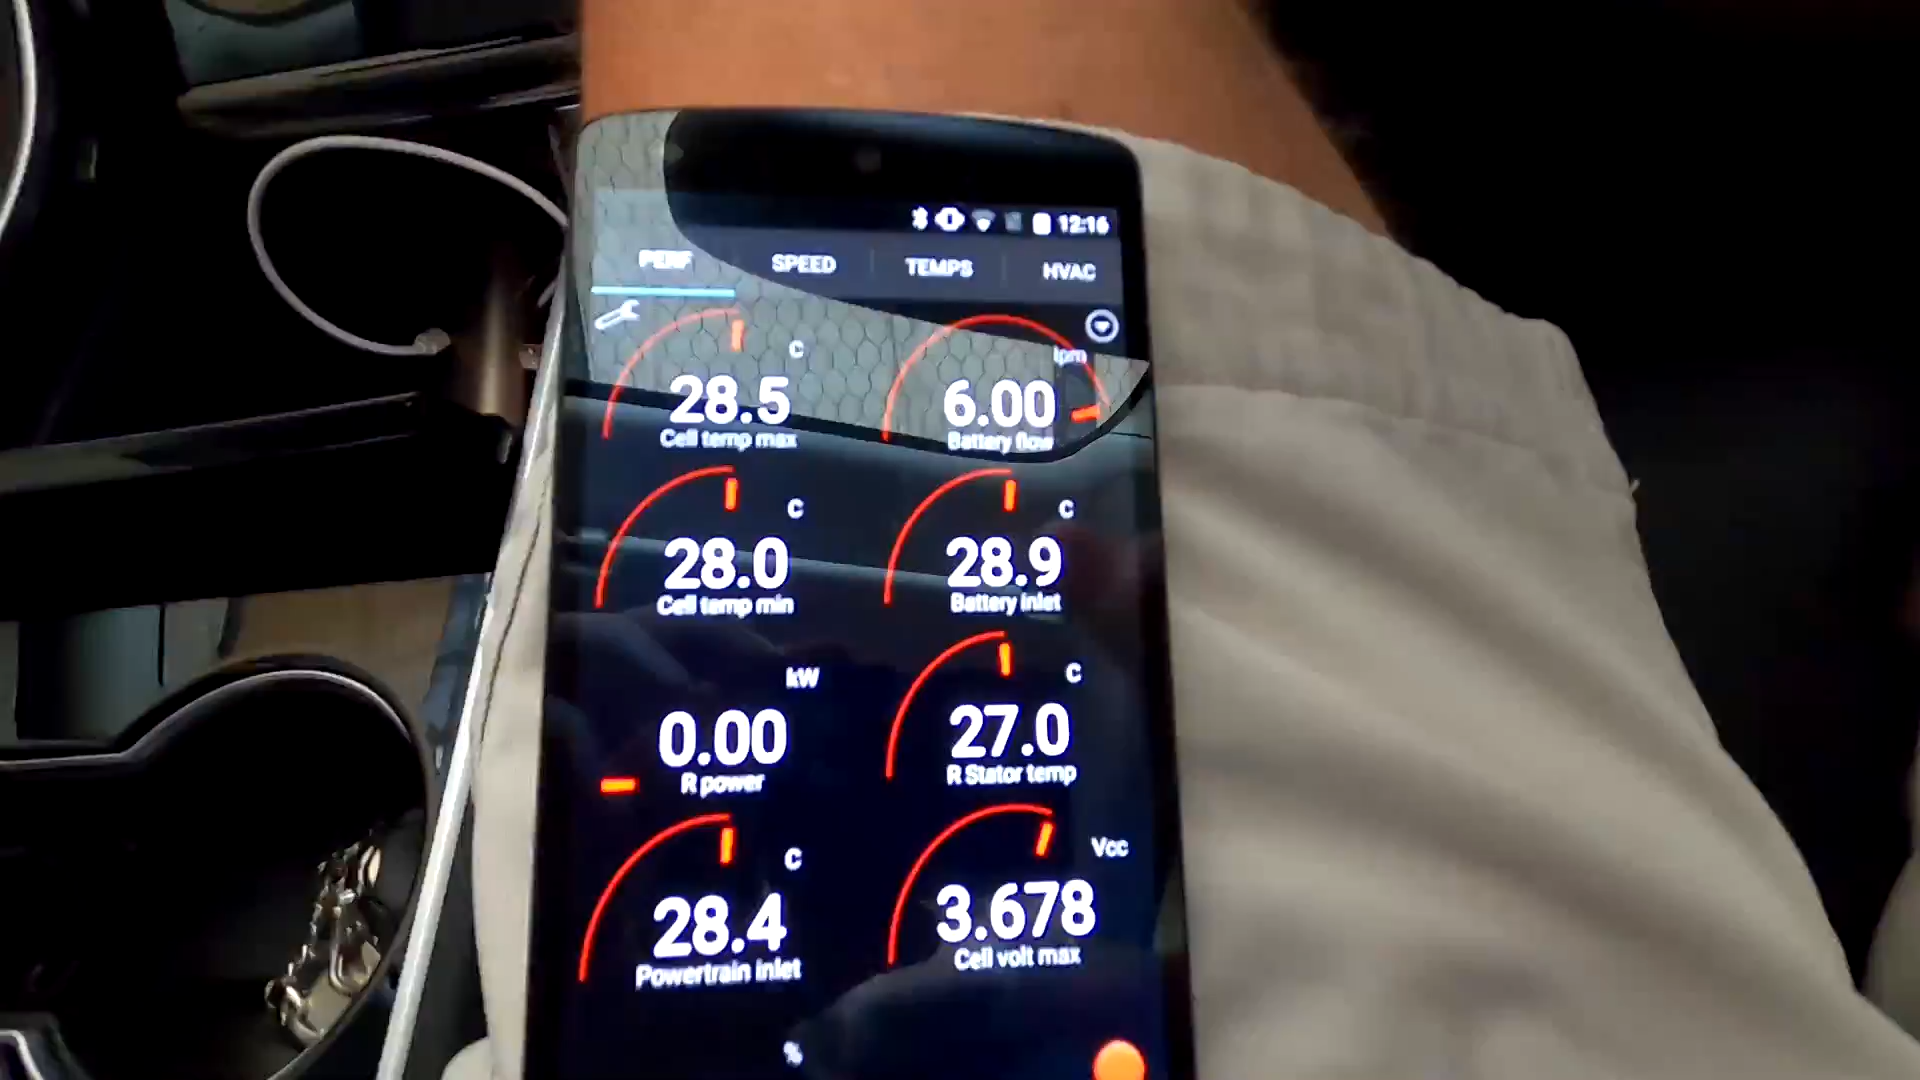 12:16
PERF SPEED TEMPS HVAC
C
28.5
Cell temp max
lpm
6.00
Battery flow
C
28.0
Cell temp min
C
28.9
Battery inlet
kW
0.00
R power
C
27.0
R Stator temp
C
28.4
Powertrain inlet
Vcc
3.678
Cell volt max
%